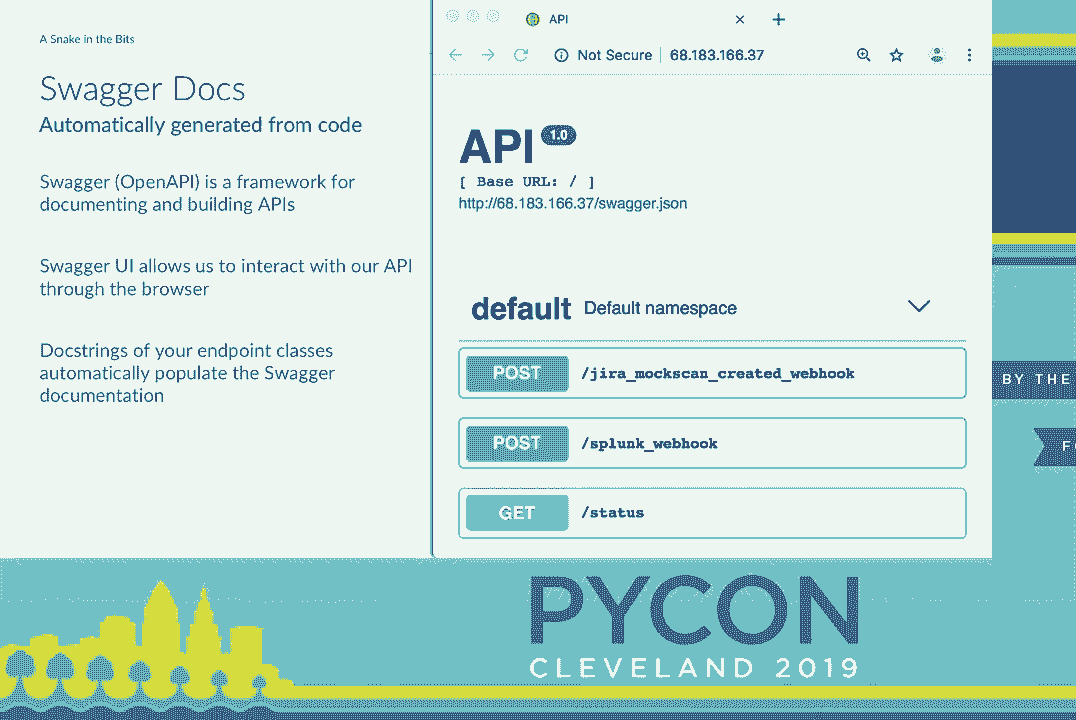 A Snake in the Bits
Swagger Docs
Automatically generated from code
Swagger (OpenAPI) is a framework for
documenting and building APIs
Swagger UI allows us to interact with our API
through the browser
Docstrings of your endpoint classes
automatically populate the Swagger
documentation
API
Not Secure 68.183.166.37
API 1.0
[ Base URL: / ]
http://68.183.166.37/swagger.json
default Default namespace
POST /jira_mockscan_created_webhook
POST /splunk_webhook
GET /status
BY THE
PYCON
CLEVELAND 2019